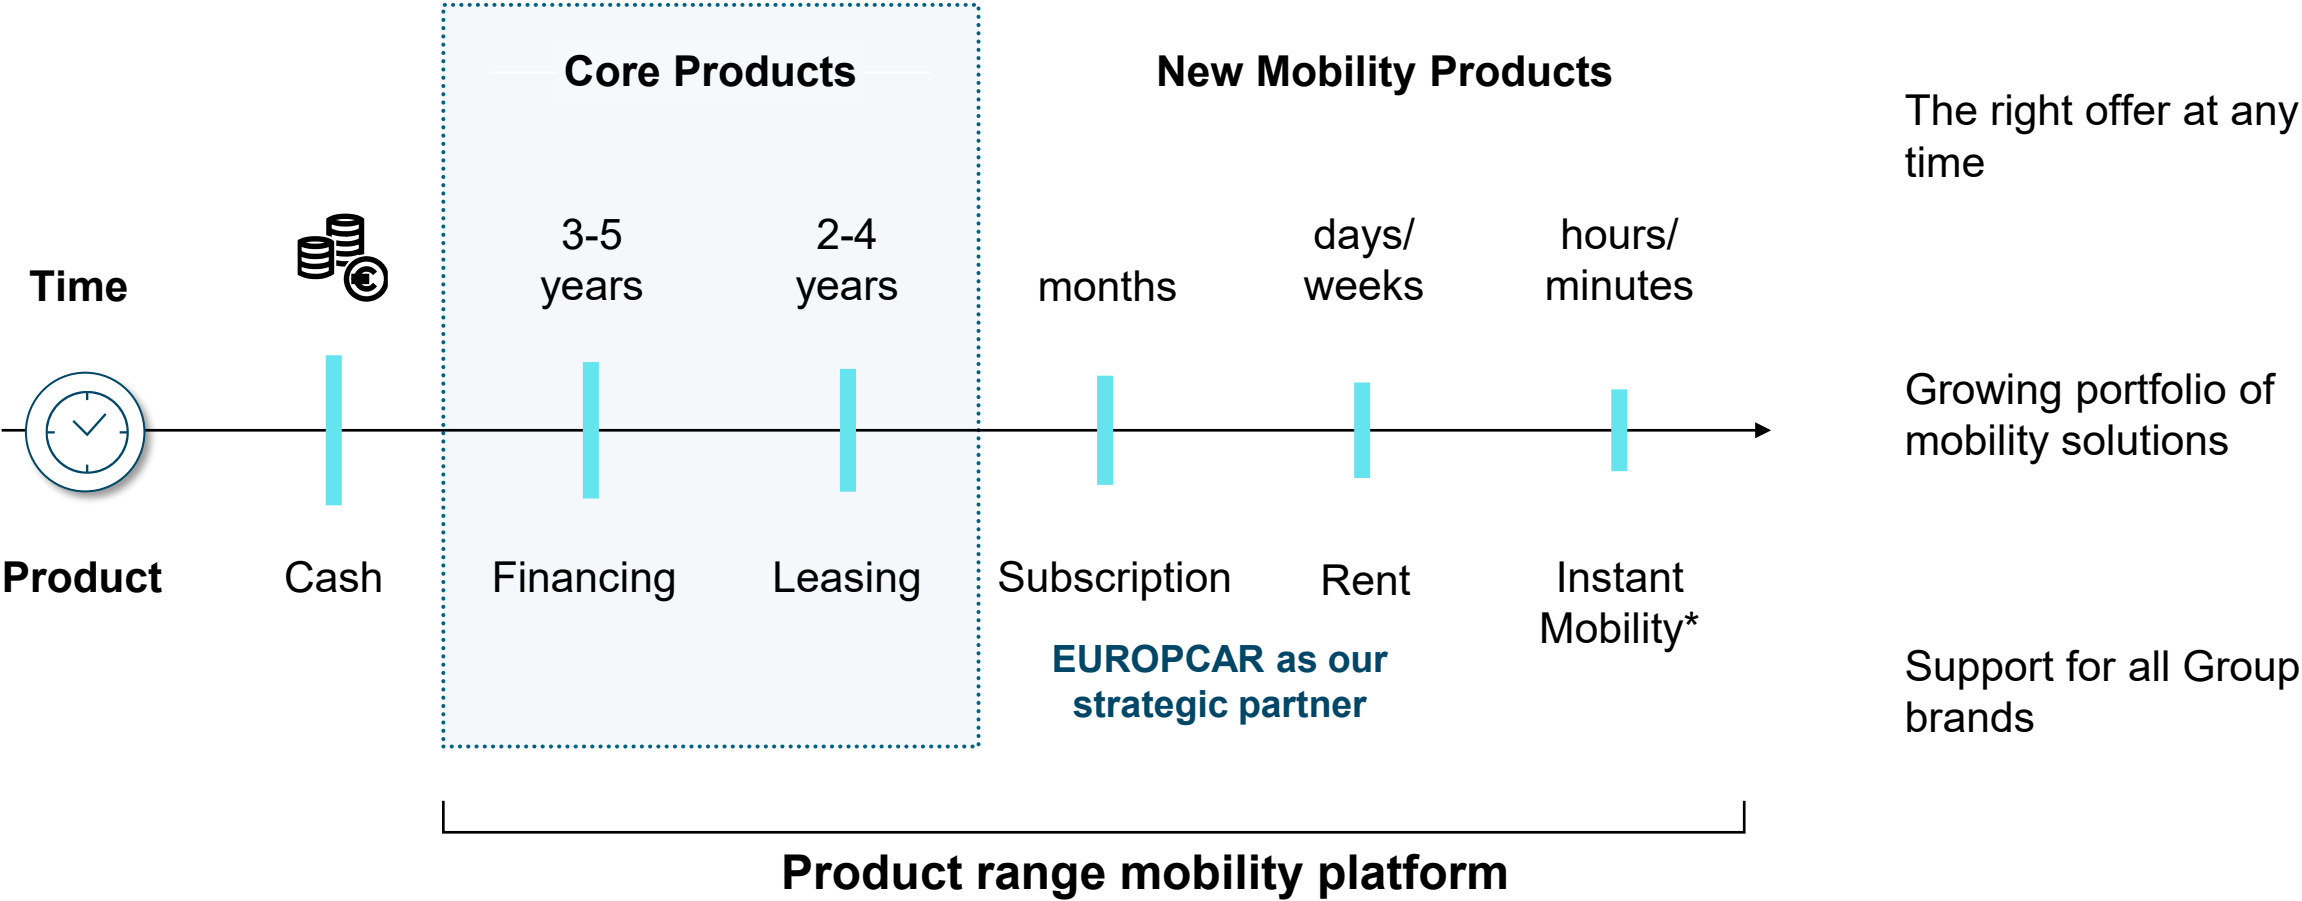 Core Products
New Mobility Products
Time
3-5
years
2-4
years
months
days/
weeks
hours/
minutes
Product
Cash
Financing
Leasing
Subscription
Rent
Instant
Mobility*
EUROPCAR as our
strategic partner
Product range mobility platform
The right offer at any
time
Growing portfolio of
mobility solutions
Support for all Group
brands